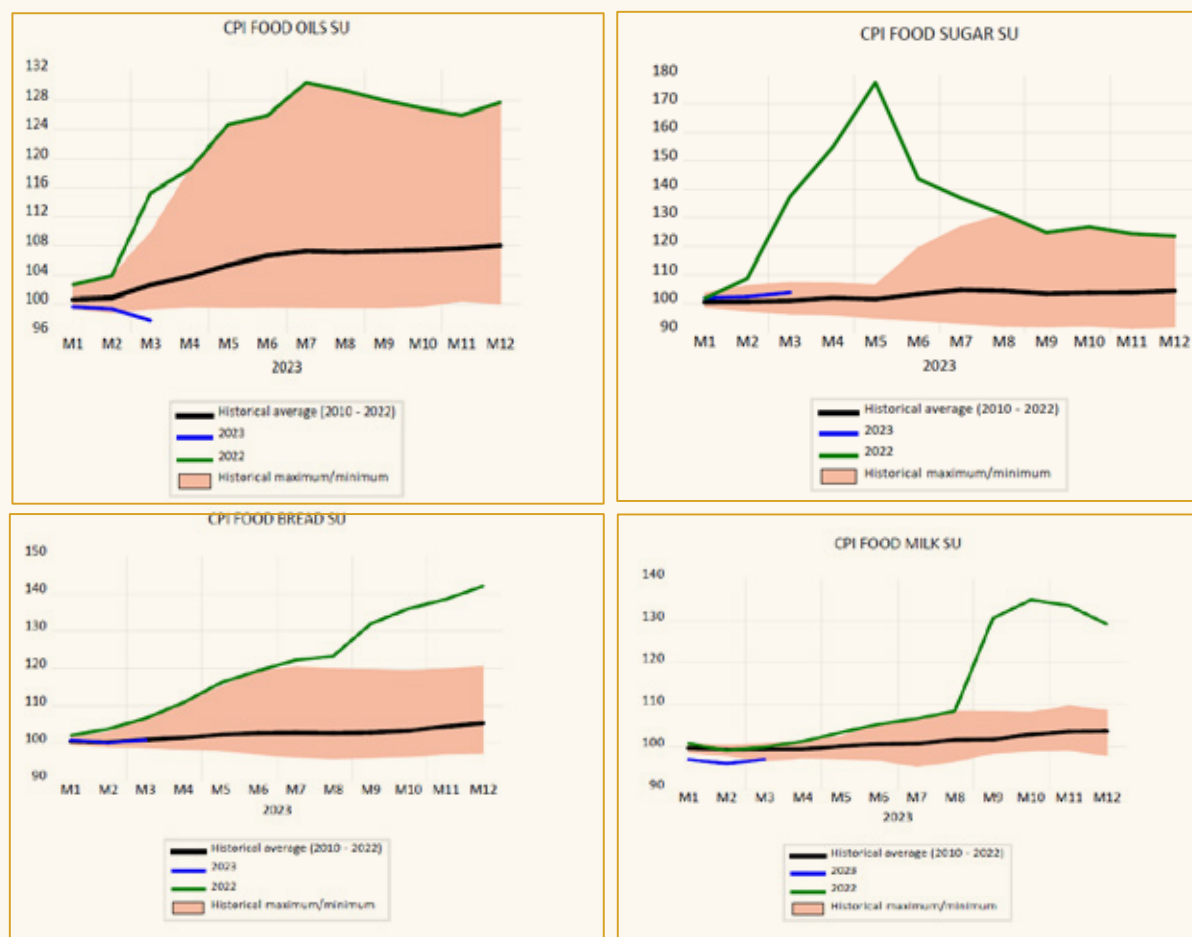 CPI FOOD OILS SU
132
128
124
120
116
112
108
104
100
96
M1 M2 M3 M4 M5 M6 M7 M8 M9 M10 M11 M12
2023
Historical average (2010 - 2022)
2023
2022
Historical maximum/minimum
CPI FOOD SUGAR SU
180
170
160
150
140
130
120
110
100
90
M1 M2 M3 M4 M5 M6 M7 M8 M9 M10 M11 M12
2023
Historical average (2010 - 2022)
2023
2022
Historical maximum/minimum
CPI FOOD BREAD SU
150
140
130
120
110
100
90
M1 M2 M3 M4 M5 M6 M7 M8 M9 M10 M11 M12
2023
Historical average (2010 - 2022)
2023
2022
Historical maximum/minimum
CPI FOOD MILK SU
140
130
120
110
100
90
M1 M2 M3 M4 M5 M6 M7 M8 M9 M10 M11 M12
2023
Historical average (2010 - 2022)
2023
2022
Historical maximum/minimum